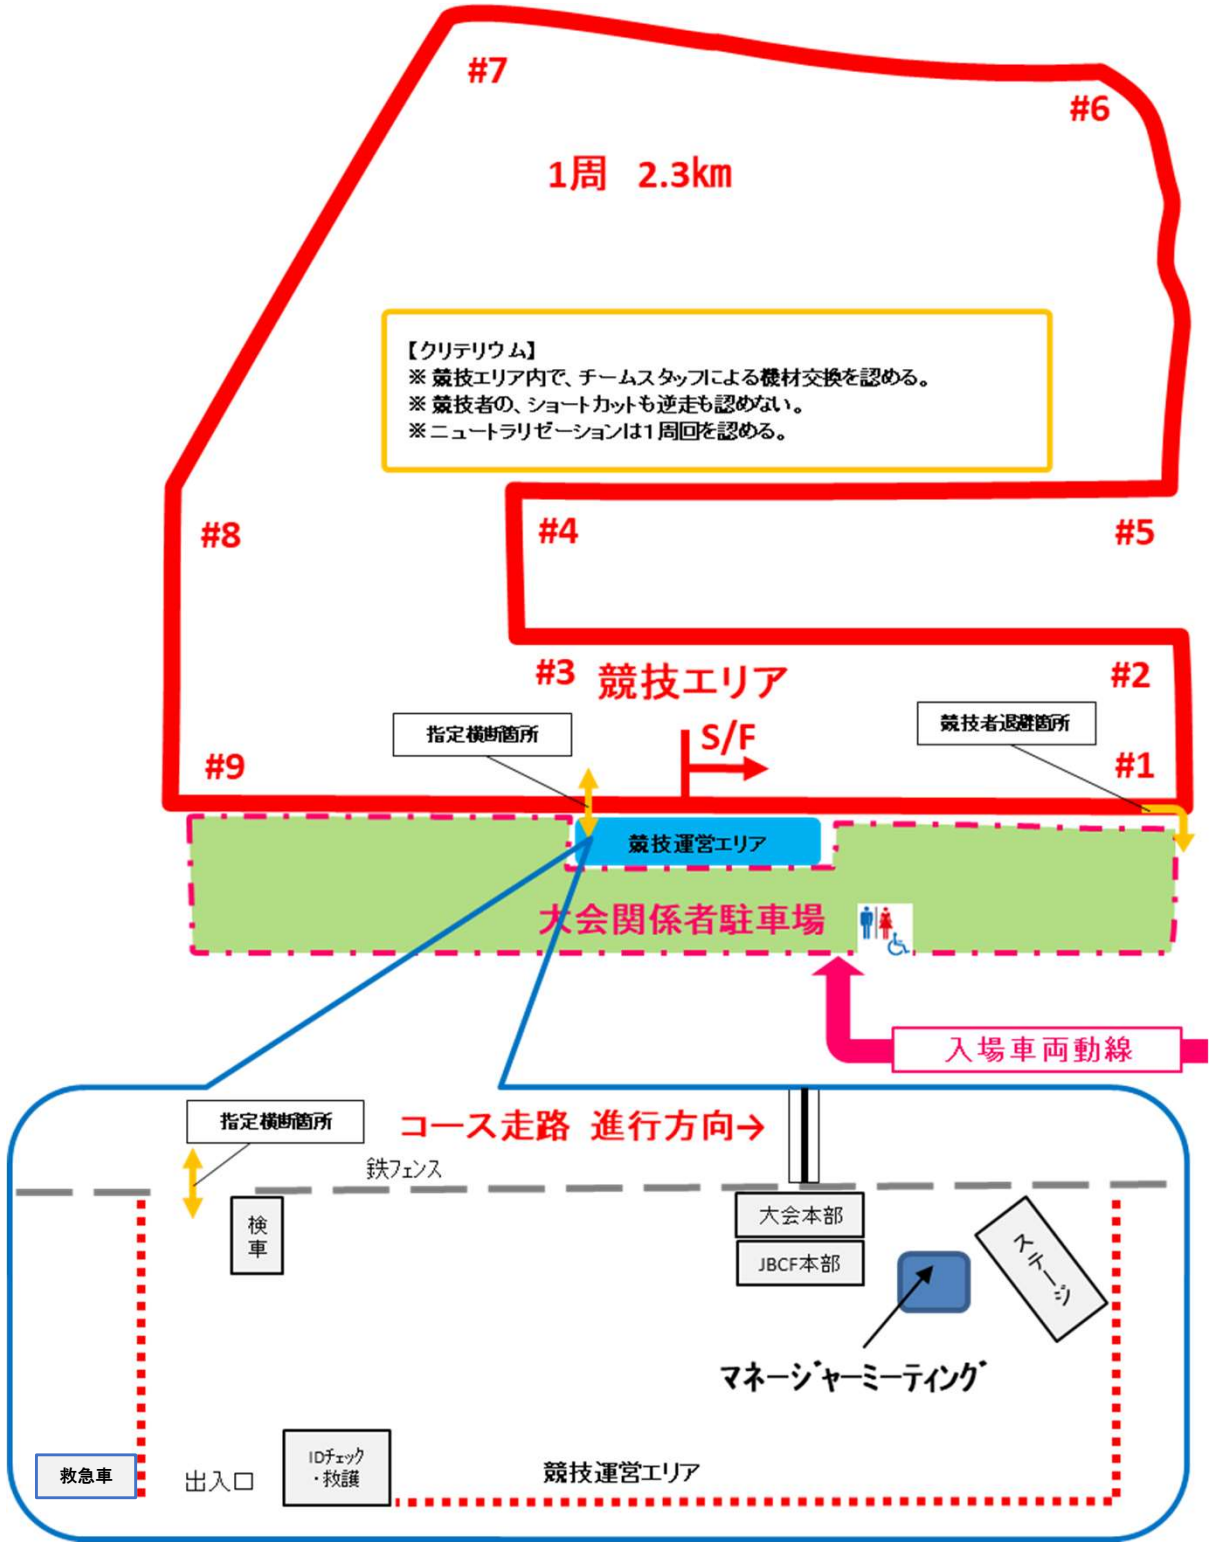 #7
#6
1周 2.3㎞
【クリテリウム】
※ 競技エリア内で、チームスタッフによる機材交換を認める。
※ 競技者の、ショートカットも逆走も認めない。
※ニュートラリゼーションは1周回を認める。
#8
#4
#5
#3
競技エリア
#2
指定横断箇所
S/F
競技者退避箇所
#9
#1
競技運営エリア
大会関係者駐車場
入場車両動線
指定横断箇所
コース走路 進行方向→
鉄フェンス
検車
大会本部
JBCF本部
ステージ
マネージャーミーティング
救急車
出入口
IDチェック
・救護
競技運営エリア